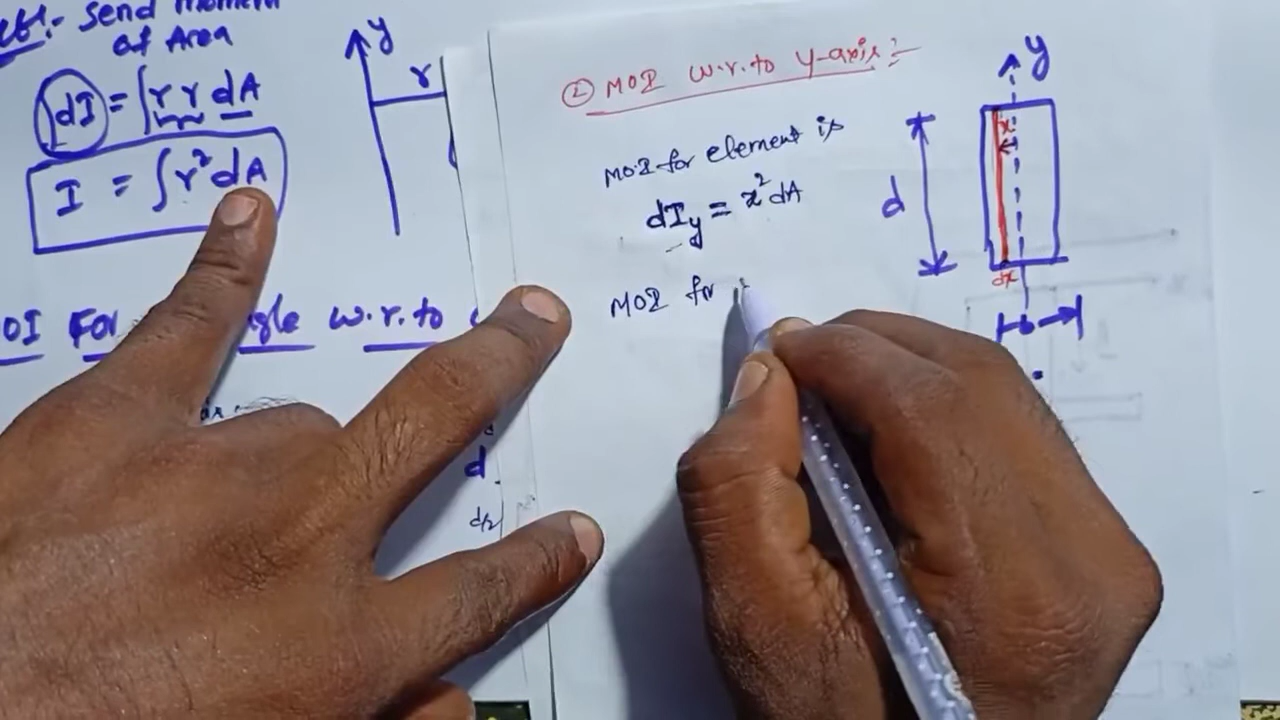 Send Moment
of Area
dI = ∫ r r dA
I = ∫ r² dA
y
r
OI For gle w.r.to
d
d/2
② MOI w.r.to y-axis :-
MOI for element is
dIy = x² dA
MOI for
y
x
d
dx
b